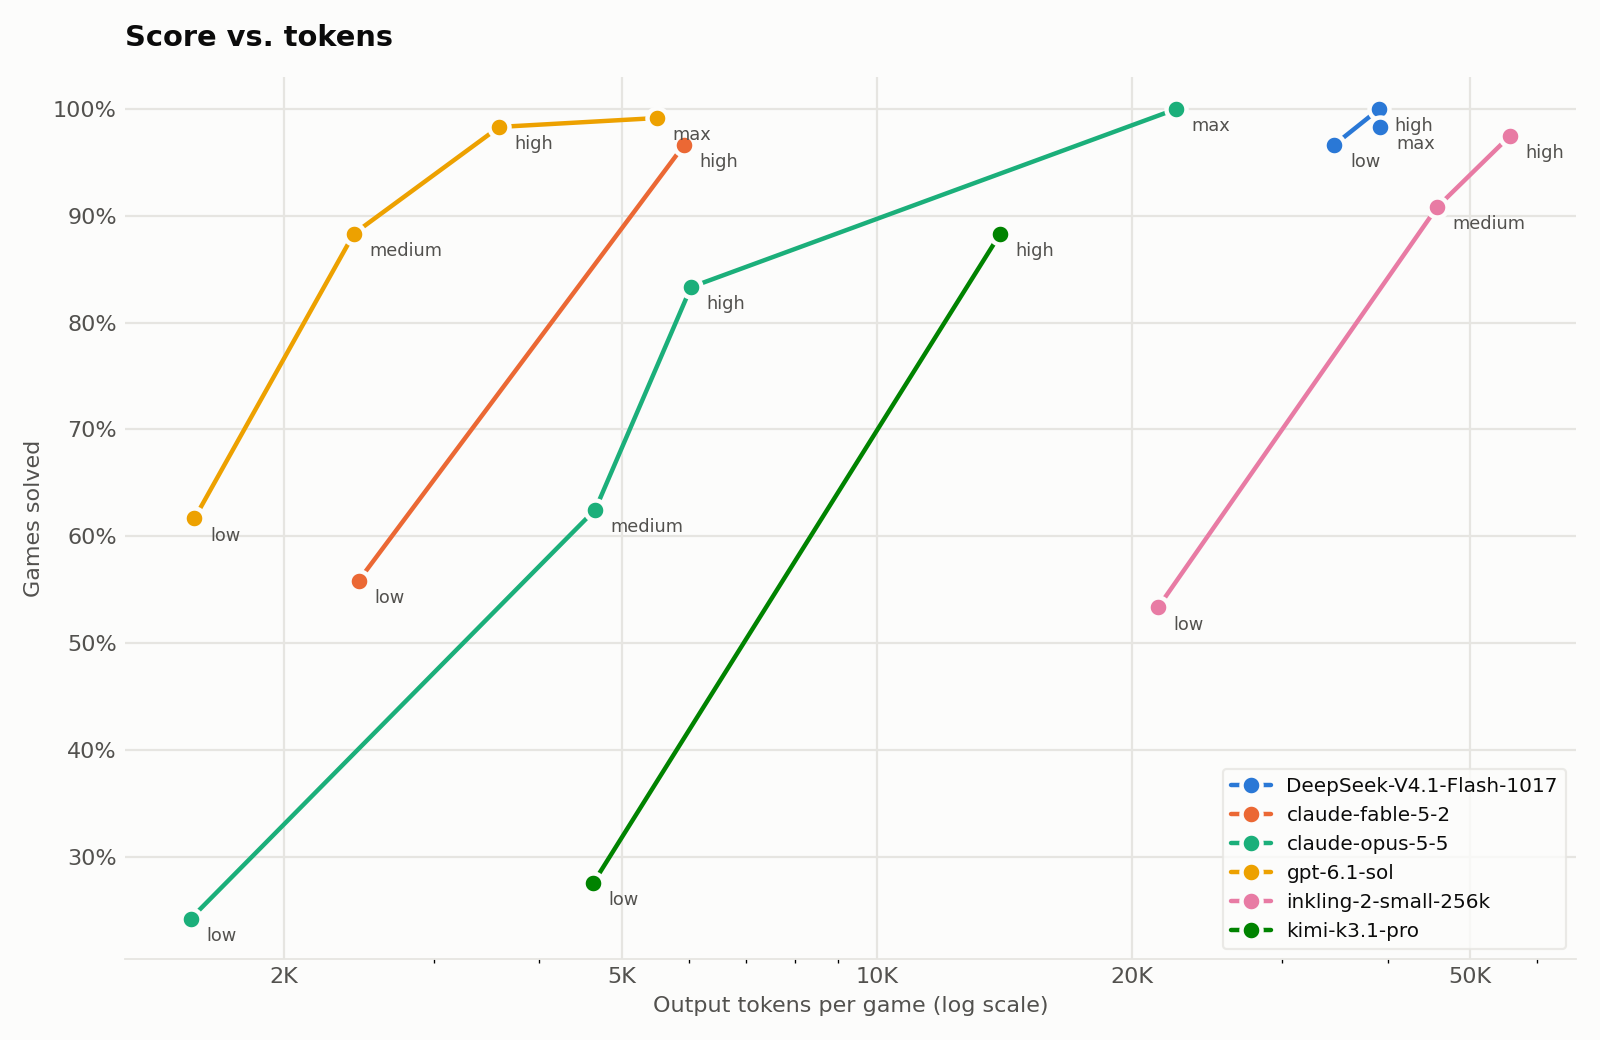 Score vs. tokens
100%
90%
80%
70%
60%
50%
40%
30%
Games solved
max
high
high
medium
low
low
max
high
medium
low
high
low
high
max
low
high
medium
low
DeepSeek-V4.1-Flash-1017
claude-fable-5-2
claude-opus-5-5
gpt-6.1-sol
inkling-2-small-256k
kimi-k3.1-pro
2K
5K
10K
20K
50K
Output tokens per game (log scale)